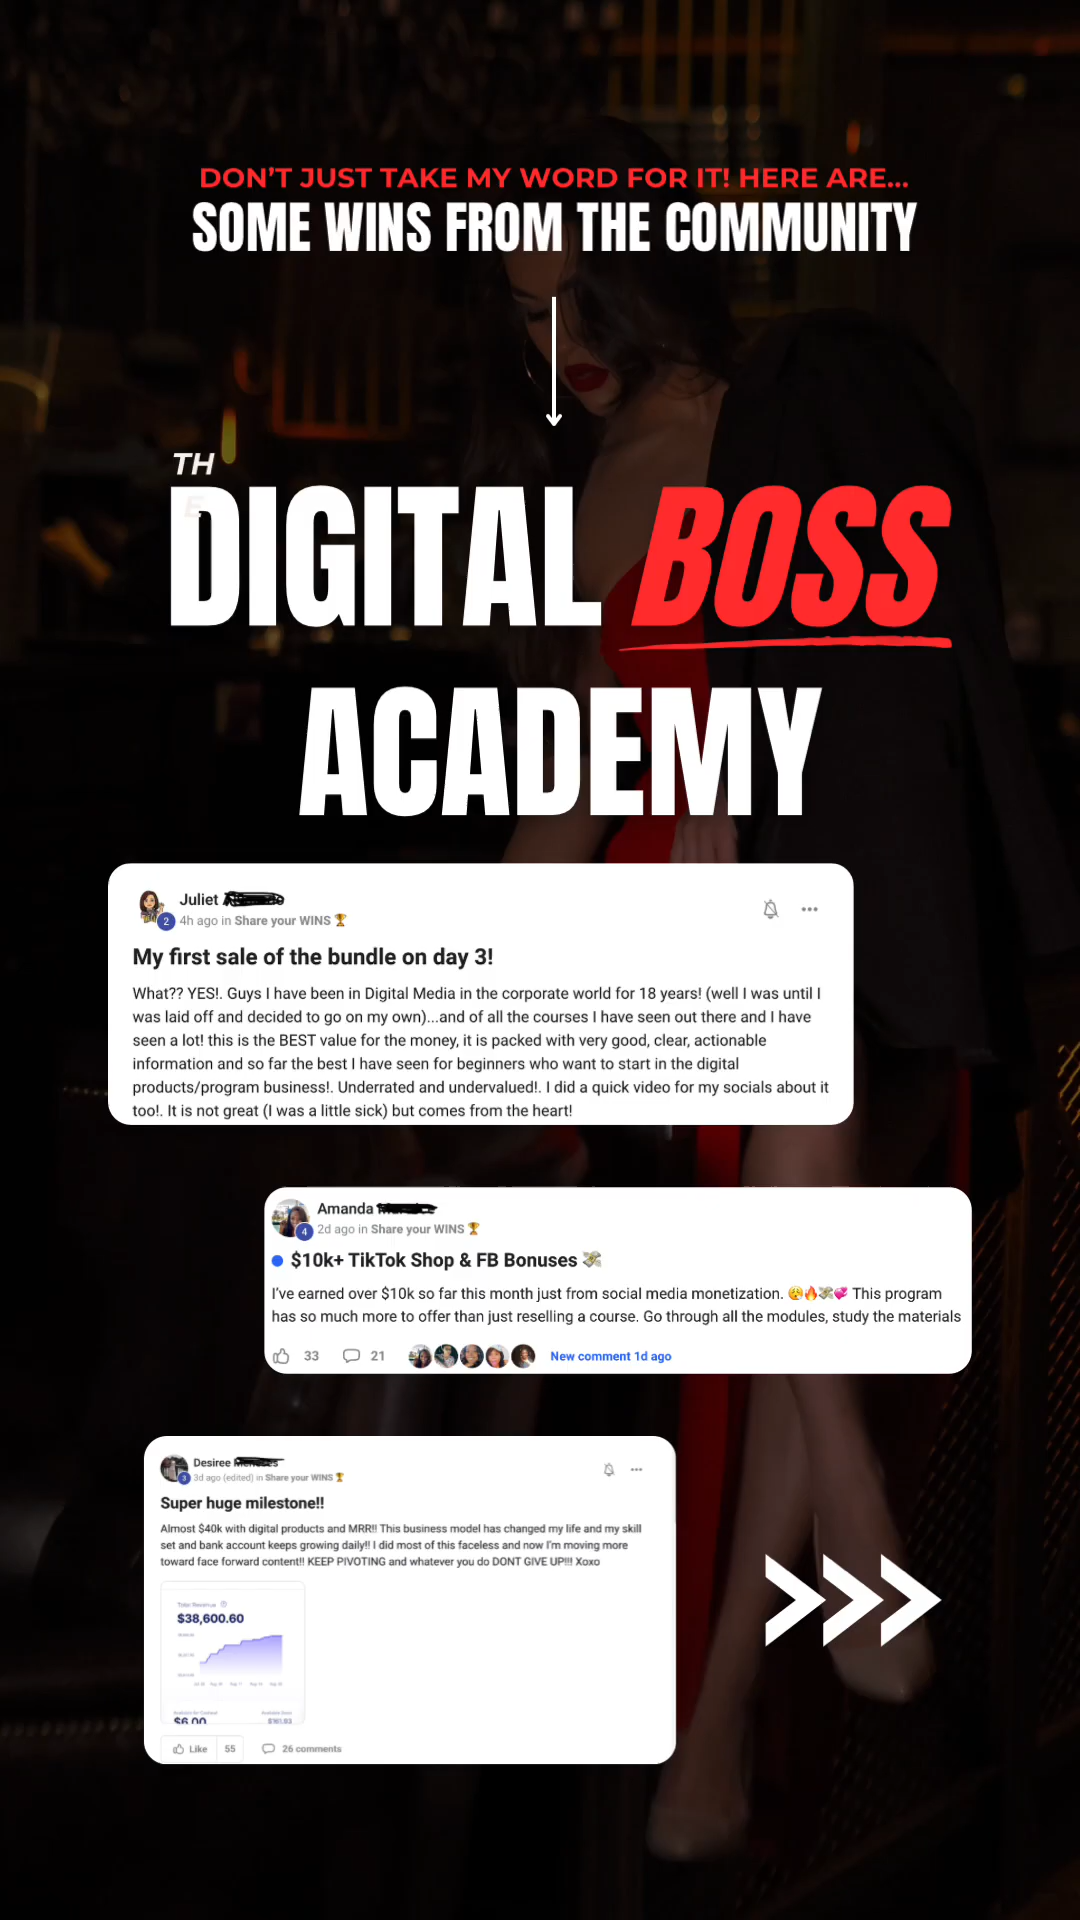 DON'T JUST TAKE MY WORD FOR IT! HERE ARE...
SOME WINS FROM THE COMMUNITY
TH
E
DIGITAL BOSS
ACADEMY
Juliet
2
4h ago in Share your WINS 🏆
My first sale of the bundle on day 3!
What?? YES!. Guys I have been in Digital Media in the corporate world for 18 years! (well I was until I
was laid off and decided to go on my own)...and of all the courses I have seen out there and I have
seen a lot! this is the BEST value for the money, it is packed with very good, clear, actionable
information and so far the best I have seen for beginners who want to start in the digital
products/program business!. Underrated and undervalued!. I did a quick video for my socials about it
too!. It is not great (I was a little sick) but comes from the heart!
Amanda
4
2d ago in Share your WINS 🏆
$10k+ TikTok Shop & FB Bonuses 💸
I've earned over $10k so far this month just from social media monetization. 😮‍💨🔥💸💞 This program
has so much more to offer than just reselling a course. Go through all the modules, study the materials
33 21 New comment 1d ago
Desiree
3
3d ago (edited) in Share your WINS 🏆
Super huge milestone!!
Almost $40k with digital products and MRR!! This business model has changed my life and my skill
set and bank account keeps growing daily!! I did most of this faceless and now I'm moving more
toward face forward content!! KEEP PIVOTING and whatever you do DONT GIVE UP!!! Xoxo
Total Revenue
$38,600.60
Available for Cashout
$6.00 $161.93
Like 55 26 comments